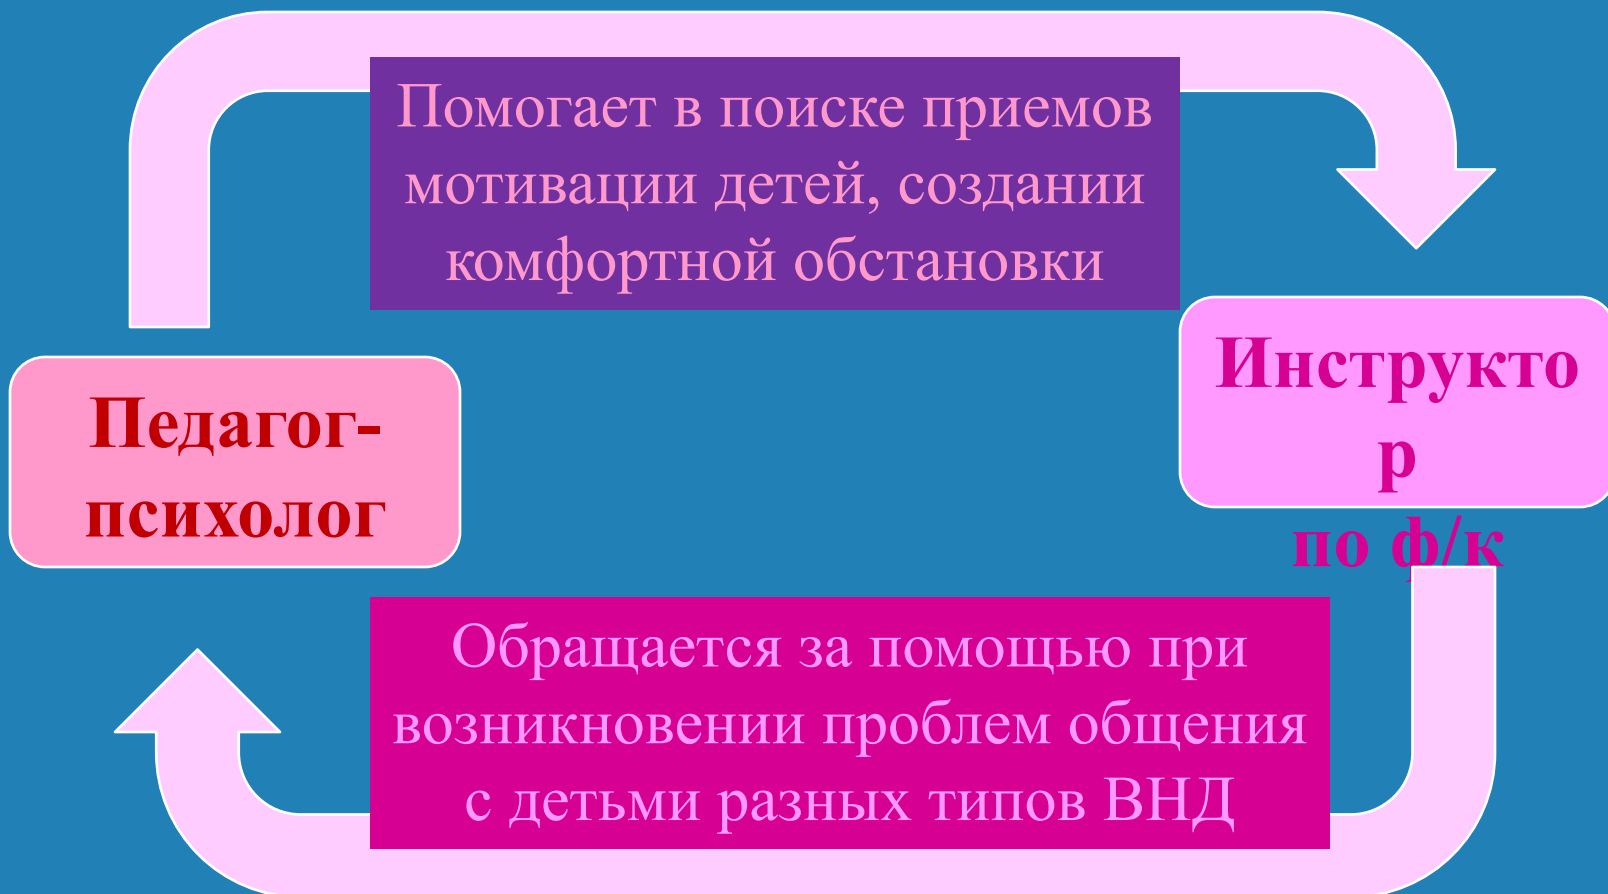 Помогает в поиске приемов
мотивации детей, создании
комфортной обстановки
Педагог-
психолог
Инструкто
р
по ф/к
Обращается за помощью при
возникновении проблем общения
с детьми разных типов ВНД